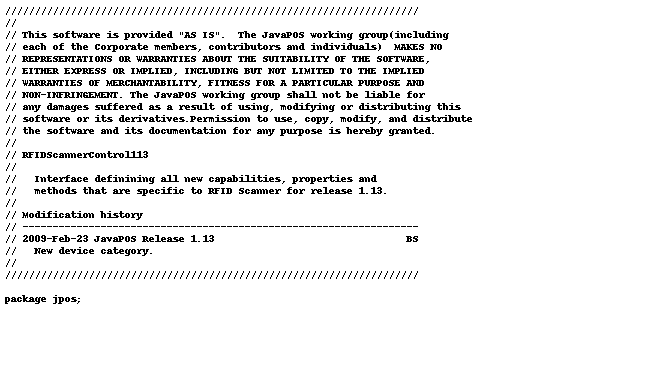 //////////////////////////////////////////////////////////////////////
//
// This software is provided "AS IS".  The JavaPOS working group(including
// each of the Corporate members, contributors and individuals)  MAKES NO
// REPRESENTATIONS OR WARRANTIES ABOUT THE SUITABILITY OF THE SOFTWARE,
// EITHER EXPRESS OR IMPLIED, INCLUDING BUT NOT LIMITED TO THE IMPLIED
// WARRANTIES OF MERCHANTABILITY, FITNESS FOR A PARTICULAR PURPOSE AND
// NON-INFRINGEMENT. The JavaPOS working group shall not be liable for
// any damages suffered as a result of using, modifying or distributing this
// software or its derivatives.Permission to use, copy, modify, and distribute
// the software and its documentation for any purpose is hereby granted.
//
// RFIDScannerControl113
//
//   Interface definining all new capabilities, properties and
//   methods that are specific to RFID Scanner for release 1.13.
//
// Modification history
// ------------------------------------------------------------------
// 2009-Feb-23 JavaPOS Release 1.13                                BS
//   New device category.
//
//////////////////////////////////////////////////////////////////////
package jpos;